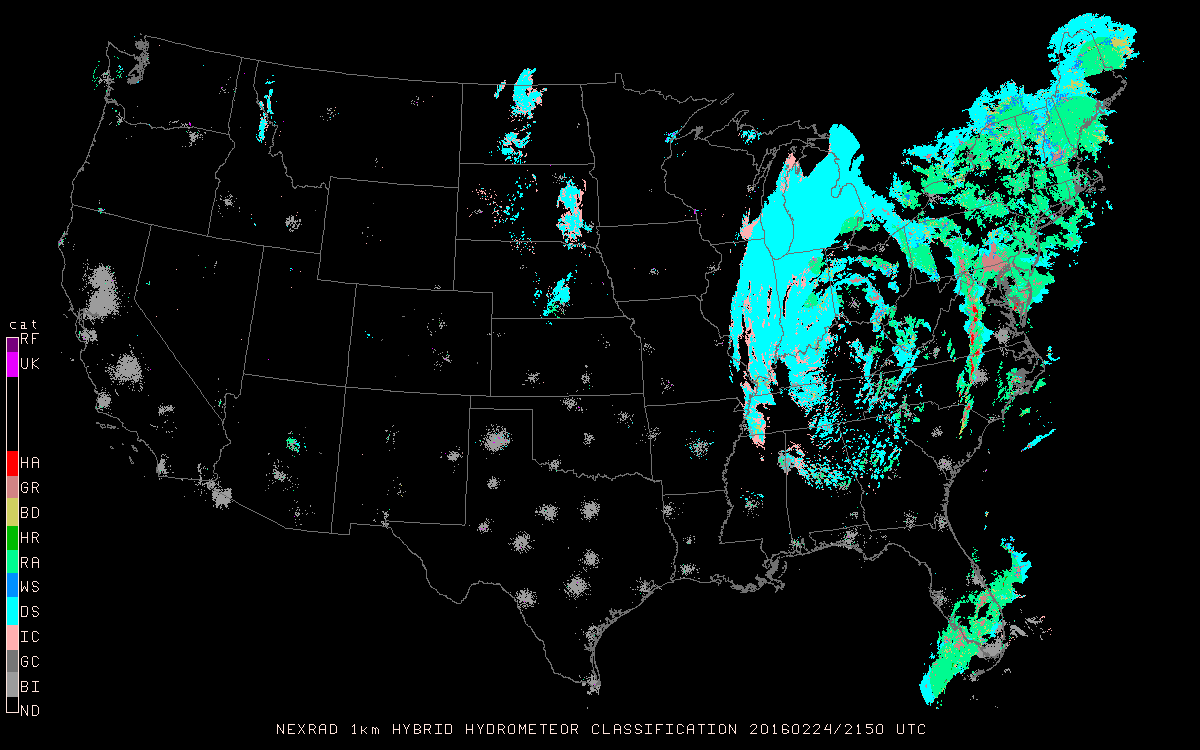 cat
RF
UK
HA
GR
BD
HR
RA
WS
DS
IC
GC
BI
ND
NEXRAD 1km HYBRID HYDROMETEOR CLASSIFICATION 20160224/2150 UTC